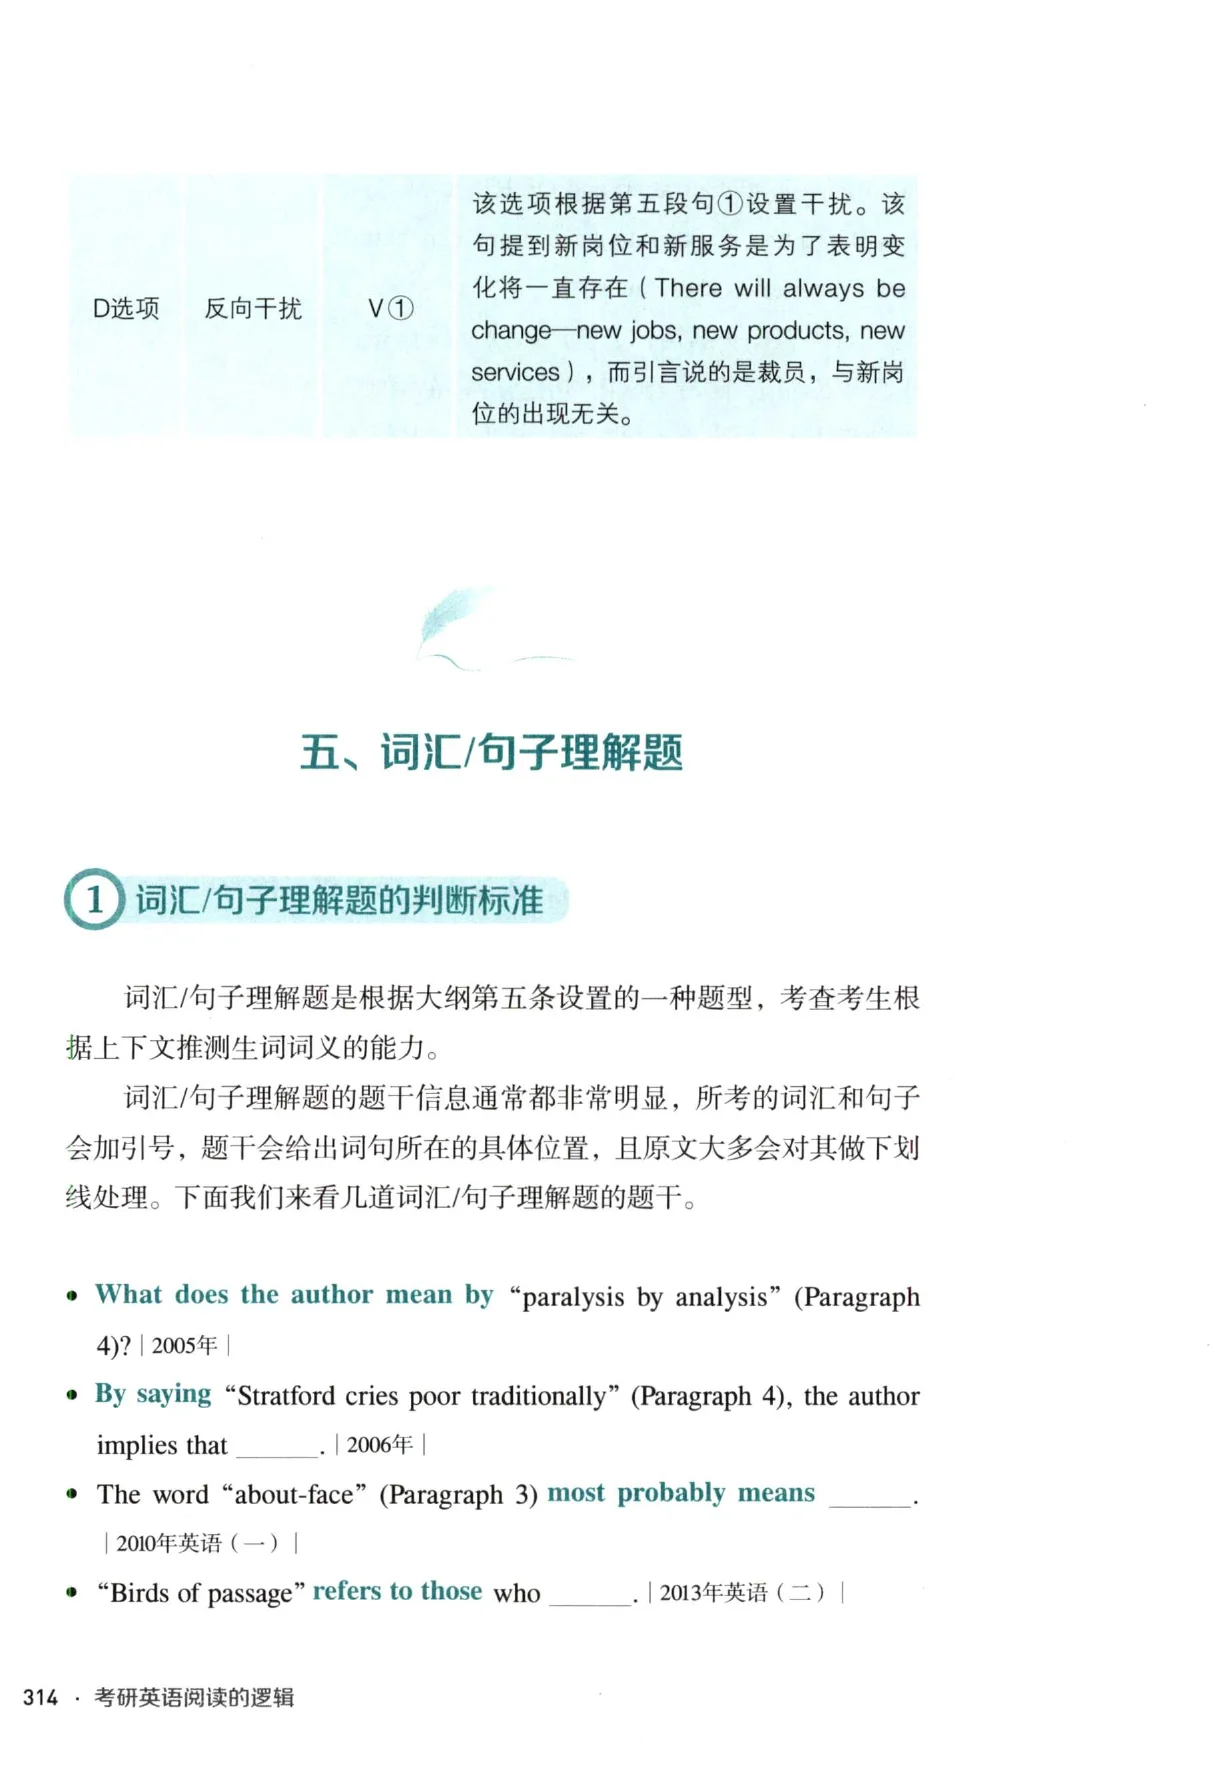 D选项
反向干扰
V①
该选项根据第五段句①设置干扰。该
句提到新岗位和新服务是为了表明变
化将一直存在（There will always be
change—new jobs, new products, new
services），而引言说的是裁员，与新岗
位的出现无关。
五、词汇/句子理解题
1 词汇/句子理解题的判断标准
词汇/句子理解题是根据大纲第五条设置的一种题型，考查考生根
据上下文推测生词词义的能力。
词汇/句子理解题的题干信息通常都非常明显，所考的词汇和句子
会加引号，题干会给出词句所在的具体位置，且原文大多会对其做下划
线处理。下面我们来看几道词汇/句子理解题的题干。
• What does the author mean by “paralysis by analysis” (Paragraph
4)?｜2005年｜
• By saying “Stratford cries poor traditionally” (Paragraph 4), the author
implies that ______.｜2006年｜
• The word “about-face” (Paragraph 3) most probably means ______.
｜2010年英语（一）｜
• “Birds of passage” refers to those who ______.｜2013年英语（二）｜
314 · 考研英语阅读的逻辑